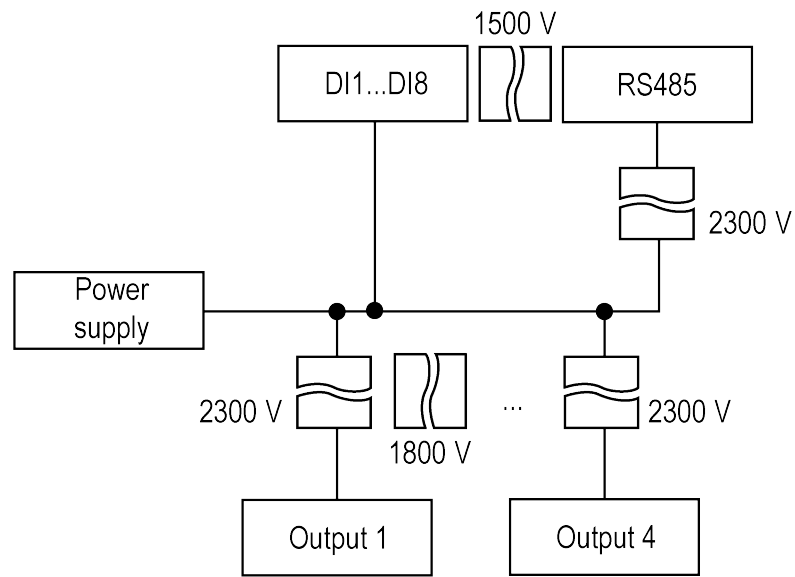 1500 V
DI1...DI8
RS485
2300 V
Power
supply
2300 V
...
2300 V
1800 V
Output 1
Output 4